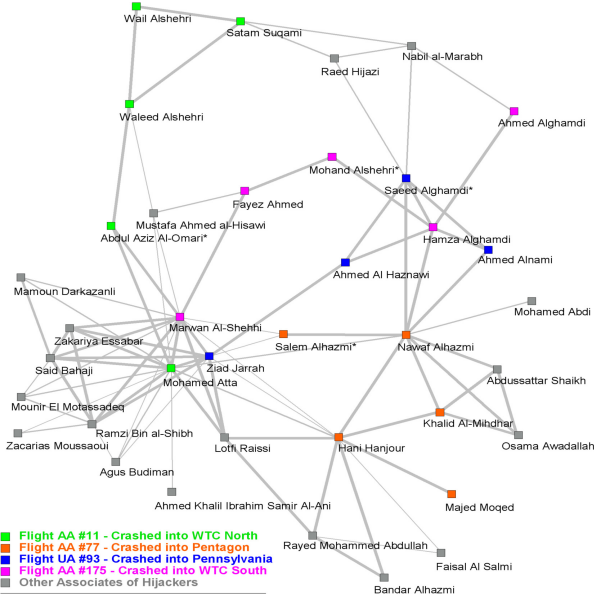 Wail Alshehri
Satam Suqami
Nabil al-Marabh
Raed Hijazi
Waleed Alshehri
Ahmed Alghamdi
Mohand Alshehri*
Saeed Alghamdi*
Fayez Ahmed
Mustafa Ahmed al-Hisawi
Abdul Aziz Al-Omari*
Hamza Alghamdi
Ahmed Alnami
Ahmed Al Haznawi
Mamoun Darkazanli
Mohamed Abdi
Marwan Al-Shehhi
Zakariya Essabar
Salem Alhazmi*
Nawaf Alhazmi
Said Bahaji
Ziad Jarrah
Mohamed Atta
Abdussattar Shaikh
Mounir El Motassadeq
Khalid Al-Mihdhar
Zacarias Moussaoui
Ramzi Bin al-Shibh
Lotfi Raissi
Hani Hanjour
Osama Awadallah
Agus Budiman
Ahmed Khalil Ibrahim Samir Al-Ani
Majed Moqed
Flight AA #11 - Crashed into WTC North
Flight AA #77 - Crashed into Pentagon
Flight UA #93 - Crashed into Pennsylvania
Flight AA #175 - Crashed into WTC South
Other Associates of Hijackers
Rayed Mohammed Abdullah
Faisal Al Salmi
Bandar Alhazmi